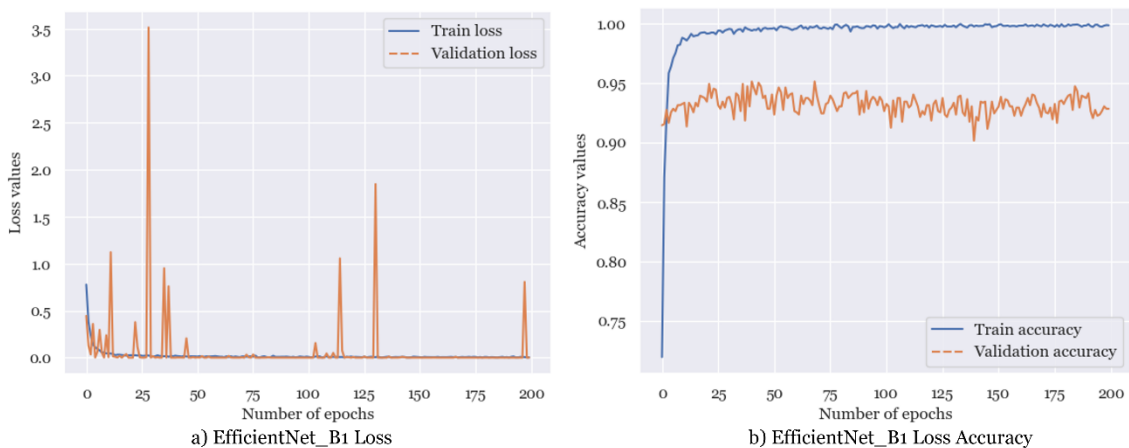 3.5
3.0
2.5
2.0
1.5
1.0
0.5
0.0
Loss values
Train loss
Validation loss
0 25 50 75 100 125 150 175 200
Number of epochs
a) EfficientNet_B1 Loss
1.00
0.95
0.90
0.85
0.80
0.75
Accuracy values
Train accuracy
Validation accuracy
0 25 50 75 100 125 150 175 200
Number of epochs
b) EfficientNet_B1 Loss Accuracy